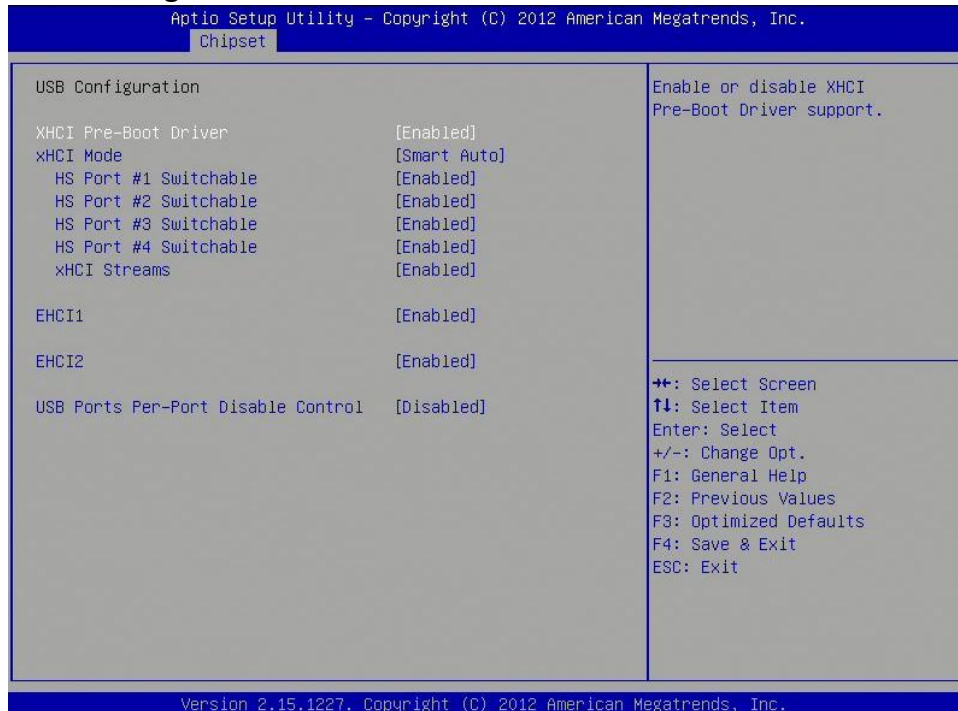 Aptio Setup Utility – Copyright (C) 2012 American Megatrends, Inc.
Chipset
USB Configuration
XHCI Pre-Boot Driver [Enabled]
xHCI Mode [Smart Auto]
HS Port #1 Switchable [Enabled]
HS Port #2 Switchable [Enabled]
HS Port #3 Switchable [Enabled]
HS Port #4 Switchable [Enabled]
xHCI Streams [Enabled]
EHCI1 [Enabled]
EHCI2 [Enabled]
USB Ports Per-Port Disable Control [Disabled]
Enable or disable XHCI
Pre-Boot Driver support.
→←: Select Screen
↑↓: Select Item
Enter: Select
+/-: Change Opt.
F1: General Help
F2: Previous Values
F3: Optimized Defaults
F4: Save & Exit
ESC: Exit
Version 2.15.1227. Copyright (C) 2012 American Megatrends, Inc.